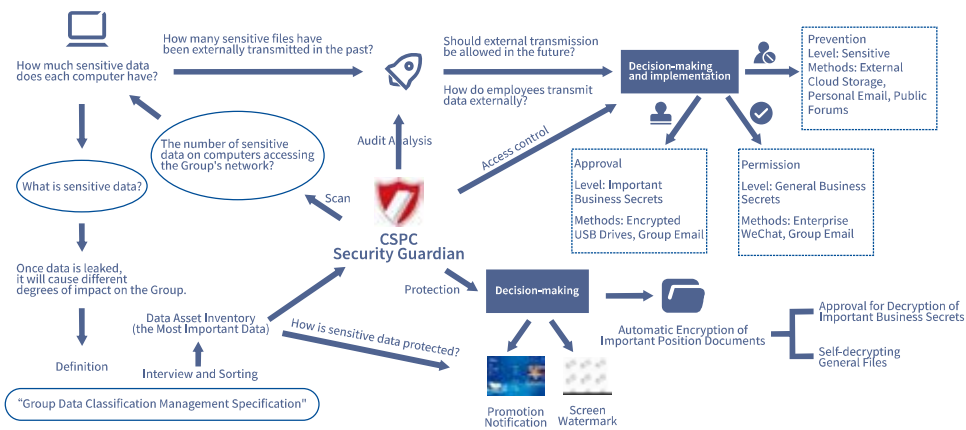 How much sensitive data
does each computer have?
How many sensitive files have
been externally transmitted in the past?
Should external transmission
be allowed in the future?
How do employees transmit
data externally?
Decision-making
and implementation
Prevention
Level: Sensitive
Methods: External
Cloud Storage,
Personal Email, Public
Forums
The number of sensitive
data on computers accessing
the Group's network?
Audit Analysis
Access control
What is sensitive data?
Scan
Approval
Level: Important
Business Secrets
Methods: Encrypted
USB Drives, Group Email
Permission
Level: General Business
Secrets
Methods: Enterprise
WeChat, Group Email
CSPC
Security Guardian
Once data is leaked,
it will cause different
degrees of impact on the Group.
Protection
Decision-making
Data Asset Inventory
(the Most Important Data)
How is sensitive data protected?
Automatic Encryption of
Important Position Documents
Approval for Decryption of
Important Business Secrets
Self-decrypting
General Files
Definition
Interview and Sorting
“Group Data Classification Management Specification"
Promotion
Notification
Screen
Watermark